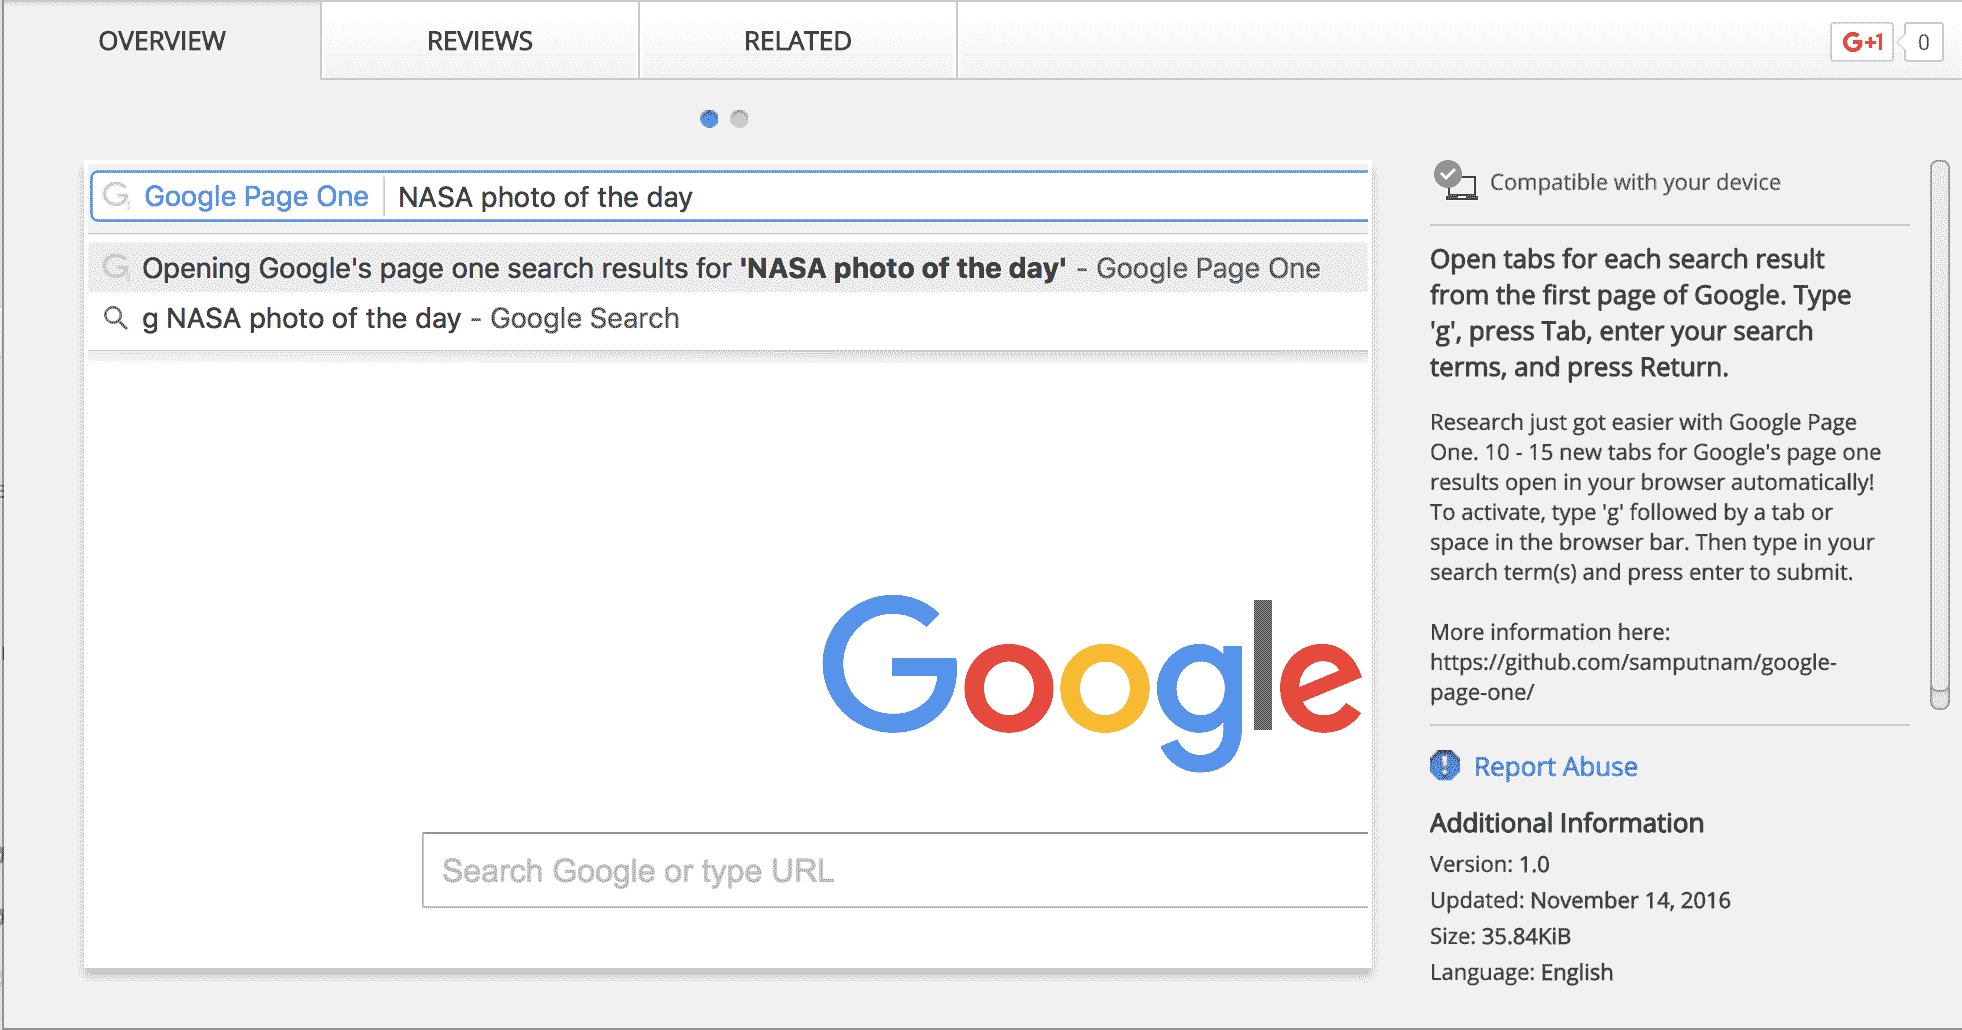 OVERVIEW
REVIEWS
RELATED
G+1
0
Google Page One NASA photo of the day
Opening Google's page one search results for 'NASA photo of the day' - Google Page One
g NASA photo of the day - Google Search
Google
Search Google or type URL
Compatible with your device
Open tabs for each search result
from the first page of Google. Type
'g', press Tab, enter your search
terms, and press Return.
Research just got easier with Google Page
One. 10 - 15 new tabs for Google's page one
results open in your browser automatically!
To activate, type 'g' followed by a tab or
space in the browser bar. Then type in your
search term(s) and press enter to submit.
More information here:
https://github.com/samputnam/google-
page-one/
Report Abuse
Additional Information
Version: 1.0
Updated: November 14, 2016
Size: 35.84KiB
Language: English